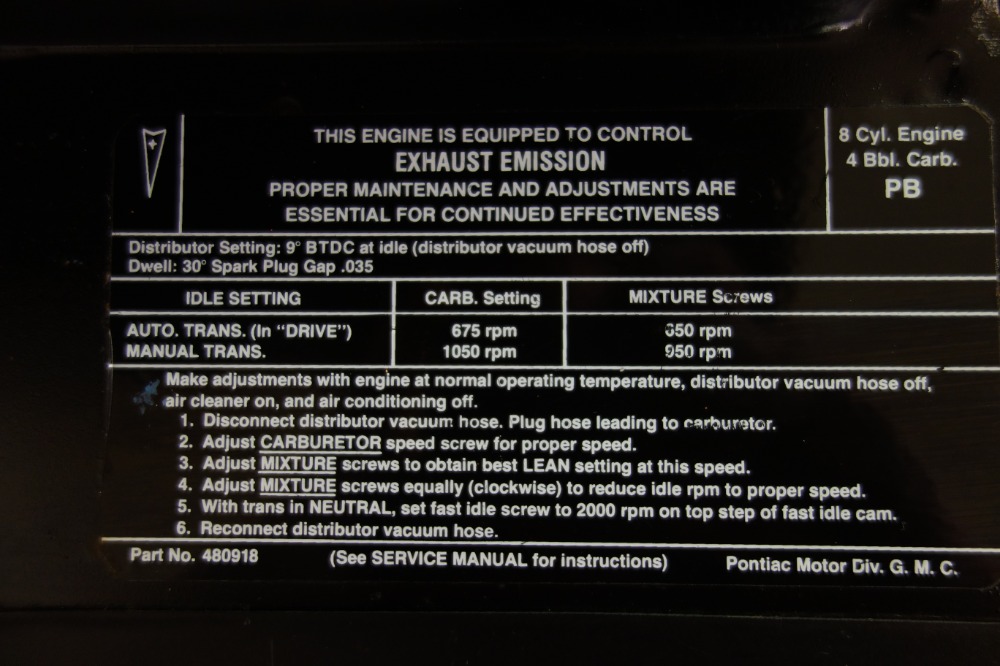 THIS ENGINE IS EQUIPPED TO CONTROL
EXHAUST EMISSION
PROPER MAINTENANCE AND ADJUSTMENTS ARE
ESSENTIAL FOR CONTINUED EFFECTIVENESS
8 Cyl. Engine
4 Bbl. Carb.
PB
Distributor Setting: 9° BTDC at idle (distributor vacuum hose off)
Dwell: 30° Spark Plug Gap .035
IDLE SETTING CARB. Setting MIXTURE Screws
AUTO. TRANS. (In "DRIVE") 675 rpm 650 rpm
MANUAL TRANS. 1050 rpm 950 rpm
Make adjustments with engine at normal operating temperature, distributor vacuum hose off,
air cleaner on, and air conditioning off.
1. Disconnect distributor vacuum hose. Plug hose leading to carburetor.
2. Adjust CARBURETOR speed screw for proper speed.
3. Adjust MIXTURE screws to obtain best LEAN setting at this speed.
4. Adjust MIXTURE screws equally (clockwise) to reduce idle rpm to proper speed.
5. With trans in NEUTRAL, set fast idle screw to 2000 rpm on top step of fast idle cam.
6. Reconnect distributor vacuum hose.
Part No. 480918 (See SERVICE MANUAL for instructions) Pontiac Motor Div. G. M. C.